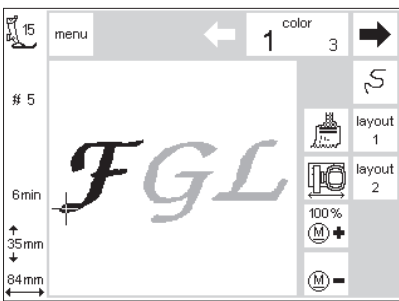 15
menu
color
1 3
# 5
layout
1
FGL
layout
2
6min
100%
M +
35mm
84mm
M -